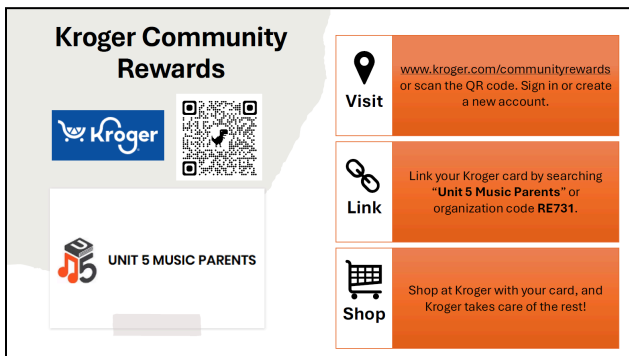 Kroger Community
Rewards
Kroger
U5
UNIT 5 MUSIC PARENTS
Visit
www.kroger.com/communityrewards
or scan the QR code. Sign in or create
a new account.
Link
Link your Kroger card by searching
“Unit 5 Music Parents” or
organization code RE731.
Shop
Shop at Kroger with your card, and
Kroger takes care of the rest!